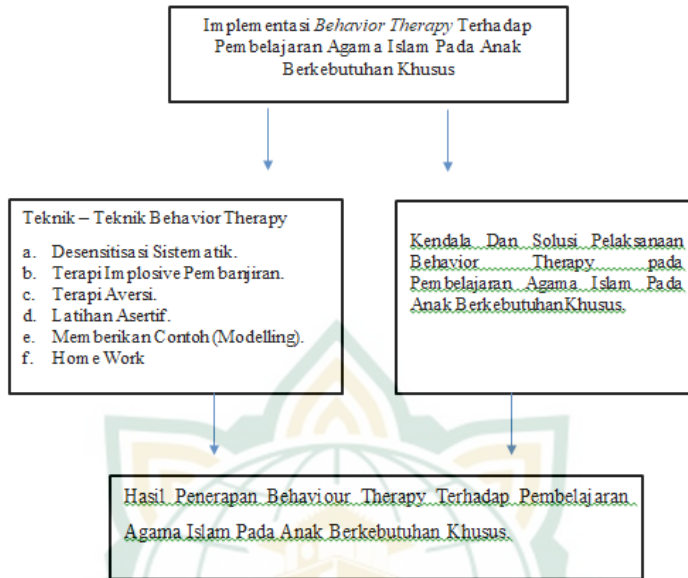 Implementasi Behavior Therapy Terhadap
Pembelajaran Agama Islam Pada Anak
Berkebutuhan Khusus
Teknik – Teknik Behavior Therapy
a. Desensitisasi Sistematik.
b. Terapi Implosive Pembanjiran.
c. Terapi Aversi.
d. Latihan Asertif.
e. Memberikan Contoh (Modelling).
f. Home Work
Kendala Dan Solusi Pelaksanaan
Behavior Therapy pada
Pembelajaran Agama Islam Pada
Anak Berkebutuhan Khusus.
Hasil Penerapan Behaviour Therapy Terhadap Pembelajaran
Agama Islam Pada Anak Berkebutuhan Khusus.